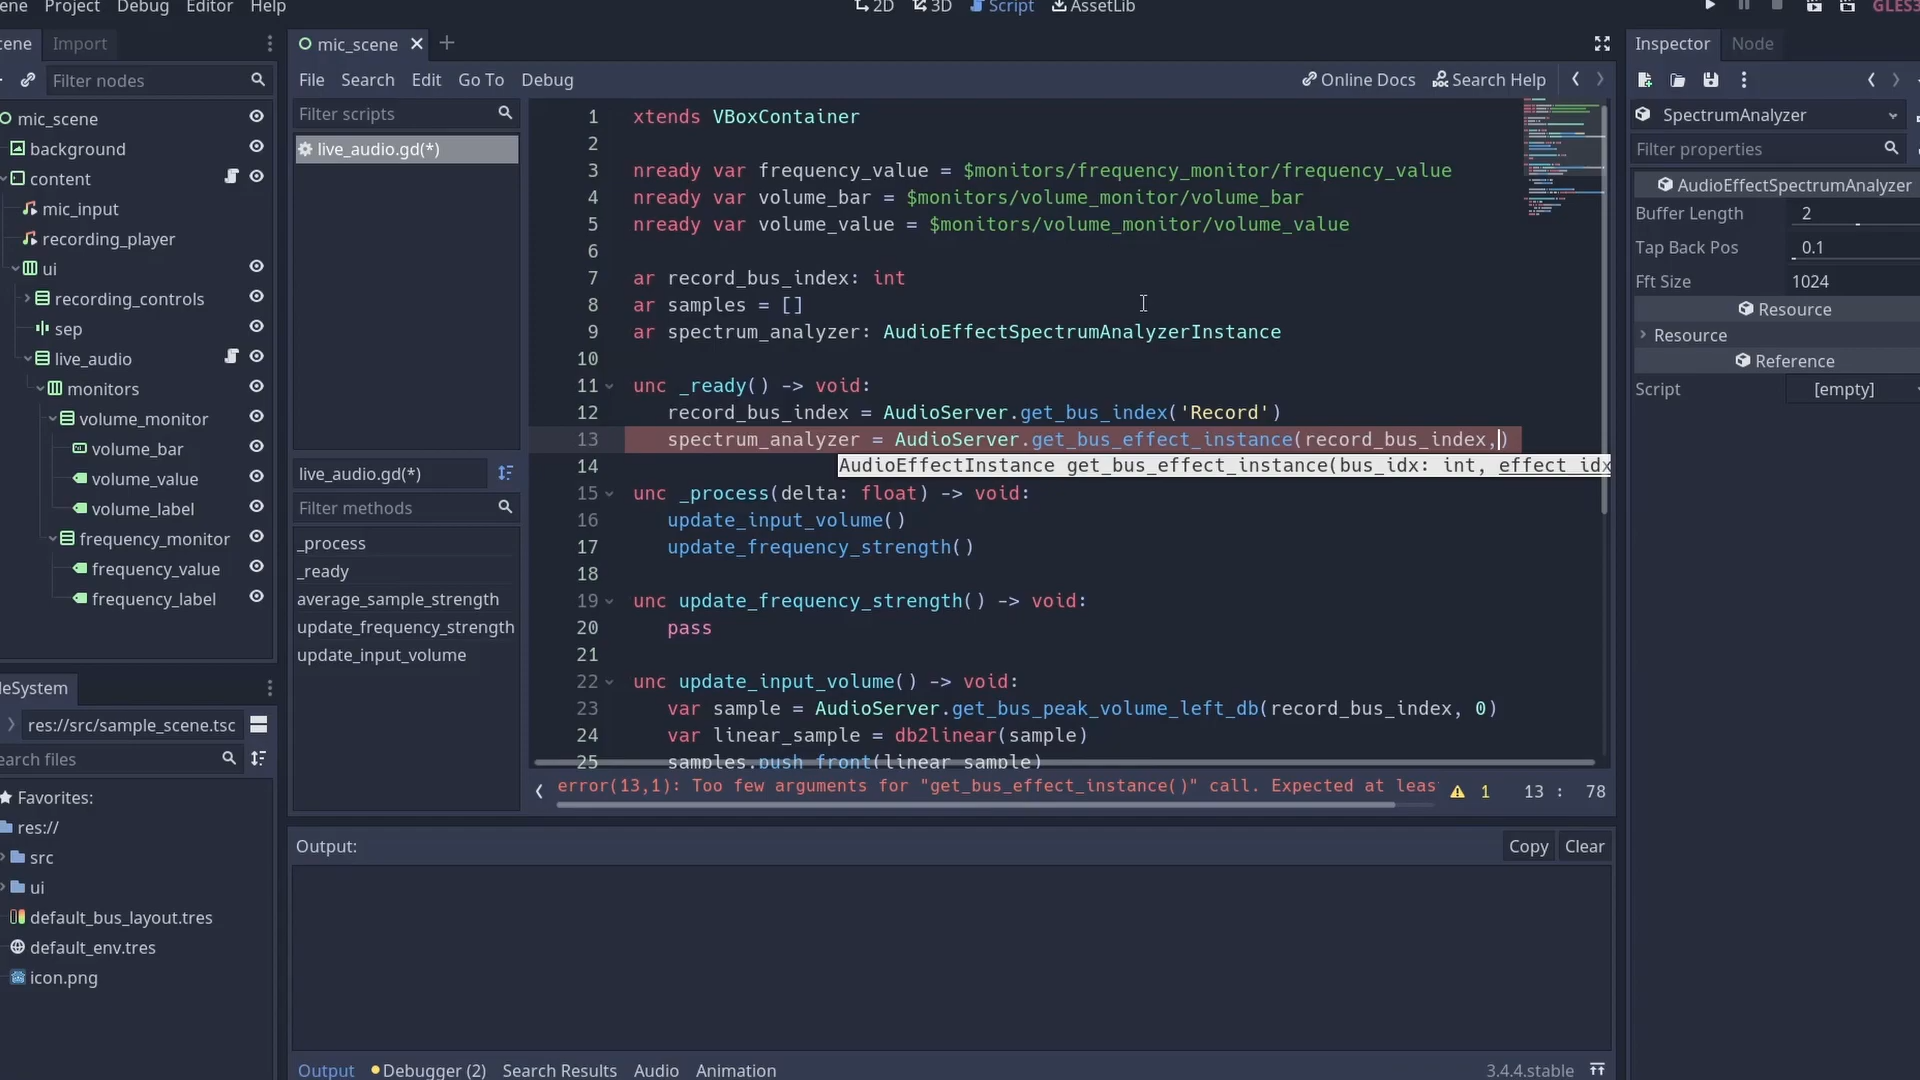 ene Project Debug Editor Help
2D 3D Script AssetLib
GLES3
cene Import
Filter nodes
mic_scene
background
content
mic_input
recording_player
ui
recording_controls
sep
live_audio
monitors
volume_monitor
volume_bar
volume_value
volume_label
frequency_monitor
frequency_value
frequency_label
leSystem
res://src/sample_scene.tsc
earch files
Favorites:
res://
src
ui
default_bus_layout.tres
default_env.tres
icon.png
mic_scene
File Search Edit Go To Debug
Online Docs Search Help
Filter scripts
live_audio.gd(*)
live_audio.gd(*)
Filter methods
_process
_ready
average_sample_strength
update_frequency_strength
update_input_volume
1 xtends VBoxContainer
2
3 nready var frequency_value = $monitors/frequency_monitor/frequency_value
4 nready var volume_bar = $monitors/volume_monitor/volume_bar
5 nready var volume_value = $monitors/volume_monitor/volume_value
6
7 ar record_bus_index: int
8 ar samples = []
9 ar spectrum_analyzer: AudioEffectSpectrumAnalyzerInstance
10
11 unc _ready() -> void:
12 record_bus_index = AudioServer.get_bus_index('Record')
13 spectrum_analyzer = AudioServer.get_bus_effect_instance(record_bus_index,)
14 AudioEffectInstance get_bus_effect_instance(bus_idx: int, effect_idx
15 unc _process(delta: float) -> void:
16 update_input_volume()
17 update_frequency_strength()
18
19 unc update_frequency_strength() -> void:
20 pass
21
22 unc update_input_volume() -> void:
23 var sample = AudioServer.get_bus_peak_volume_left_db(record_bus_index, 0)
24 var linear_sample = db2linear(sample)
25 samples.push_front(linear_sample)
error(13,1): Too few arguments for "get_bus_effect_instance()" call. Expected at leas
1 13 : 78
Output:
Copy Clear
Output Debugger (2) Search Results Audio Animation
3.4.4.stable
Inspector Node
SpectrumAnalyzer
Filter properties
AudioEffectSpectrumAnalyzer
Buffer Length 2
Tap Back Pos 0.1
Fft Size 1024
Resource
Resource
Reference
Script [empty]